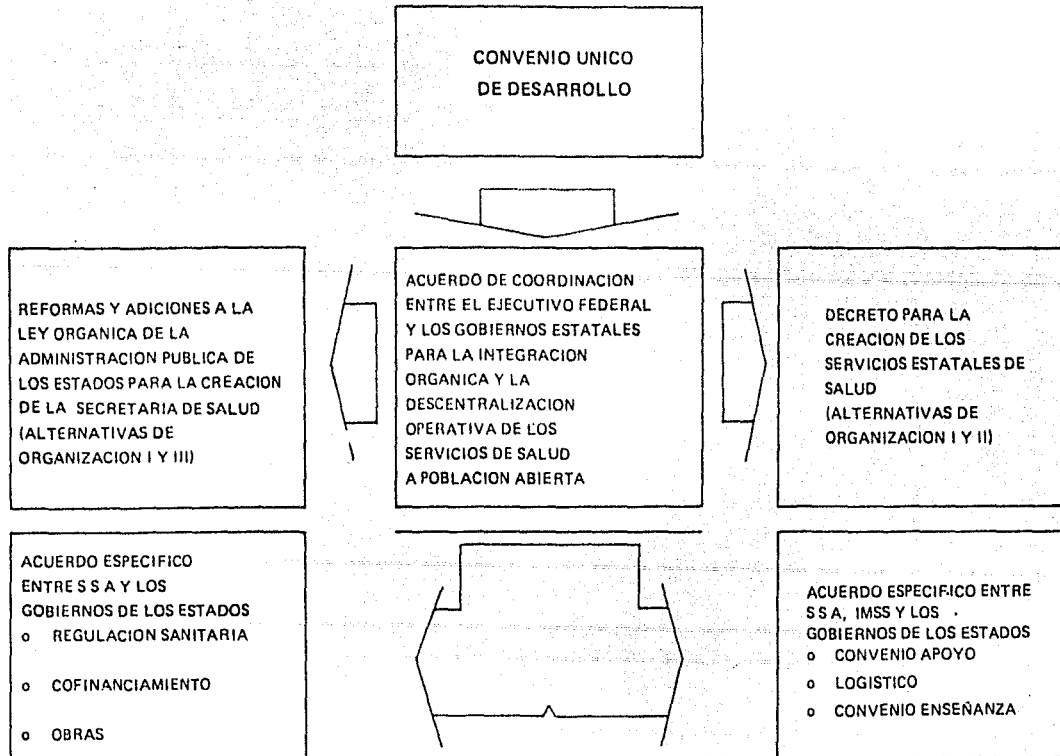 CONVENIO UNICO
DE DESARROLLO
REFORMAS Y ADICIONES A LA
LEY ORGANICA DE LA
ADMINISTRACION PUBLICA DE
LOS ESTADOS PARA LA CREACION
DE LA SECRETARIA DE SALUD
(ALTERNATIVAS DE
ORGANIZACION I Y III)
ACUERDO DE COORDINACION
ENTRE EL EJECUTIVO FEDERAL
Y LOS GOBIERNOS ESTATALES
PARA LA INTEGRACION
ORGANICA Y LA
DESCENTRALIZACION
OPERATIVA DE LOS
SERVICIOS DE SALUD
A POBLACION ABIERTA
DECRETO PARA LA
CREACION DE LOS
SERVICIOS ESTATALES DE
SALUD
(ALTERNATIVAS DE
ORGANIZACION I Y II)
ACUERDO ESPECIFICO
ENTRE S S A Y LOS
GOBIERNOS DE LOS ESTADOS
o REGULACION SANITARIA
o COFINANCIAMIENTO
o OBRAS
ACUERDO ESPECIFICO ENTRE
S S A, IMSS Y LOS
GOBIERNOS DE LOS ESTADOS
o CONVENIO APOYO
o LOGISTICO
o CONVENIO ENSEÑANZA